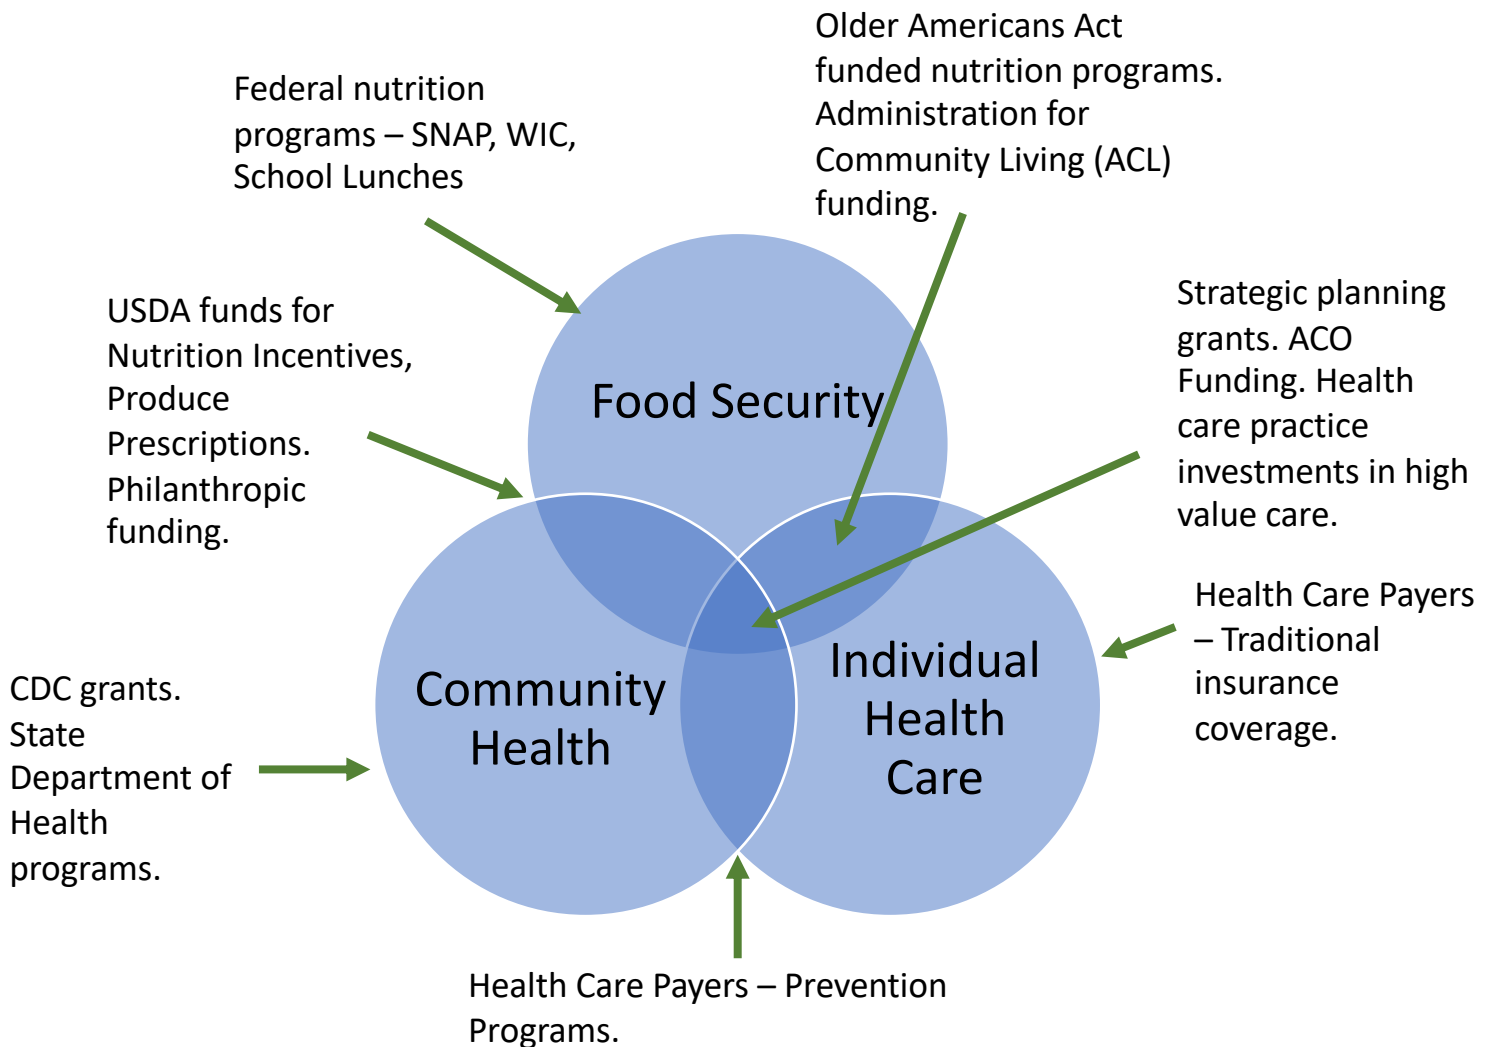 Older Americans Act
funded nutrition programs.
Administration for
Community Living (ACL)
funding.
Federal nutrition
programs – SNAP, WIC,
School Lunches
USDA funds for
Nutrition Incentives,
Produce
Prescriptions.
Philanthropic
funding.
Strategic planning
grants. ACO
Funding. Health
care practice
investments in high
value care.
Food Security
Health Care Payers
– Traditional
insurance
coverage.
Community
Health
Individual
Health
Care
CDC grants.
State
Department of
Health
programs.
Health Care Payers – Prevention
Programs.